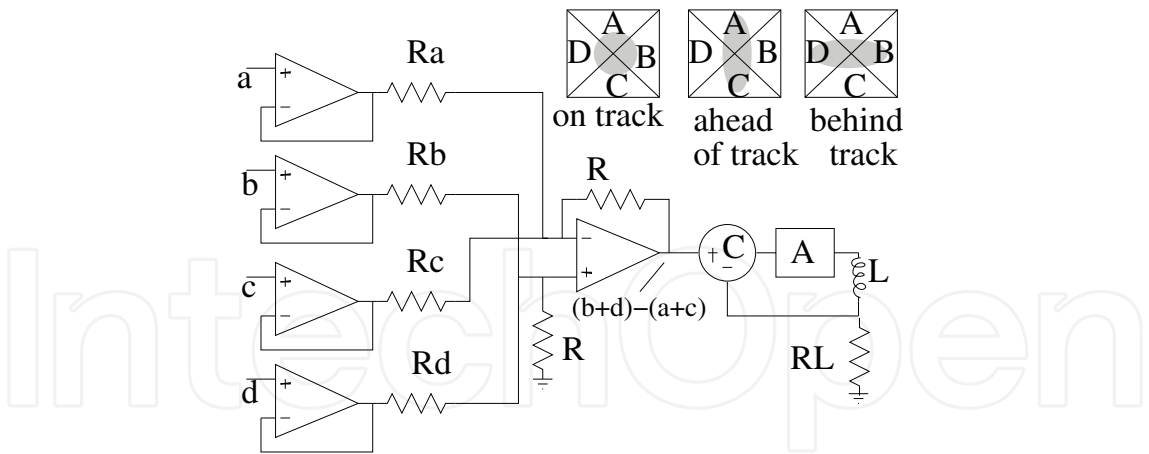 a
+
−
Ra
b
+
−
Rb
c
+
−
Rc
d
+
−
Rd
A
D B
C
on track
A
D B
C
ahead
of track
A
D B
C
behind
track
R
−
+
(b+d)−(a+c)
R
+ C
−
A
L
RL
IntechOpen